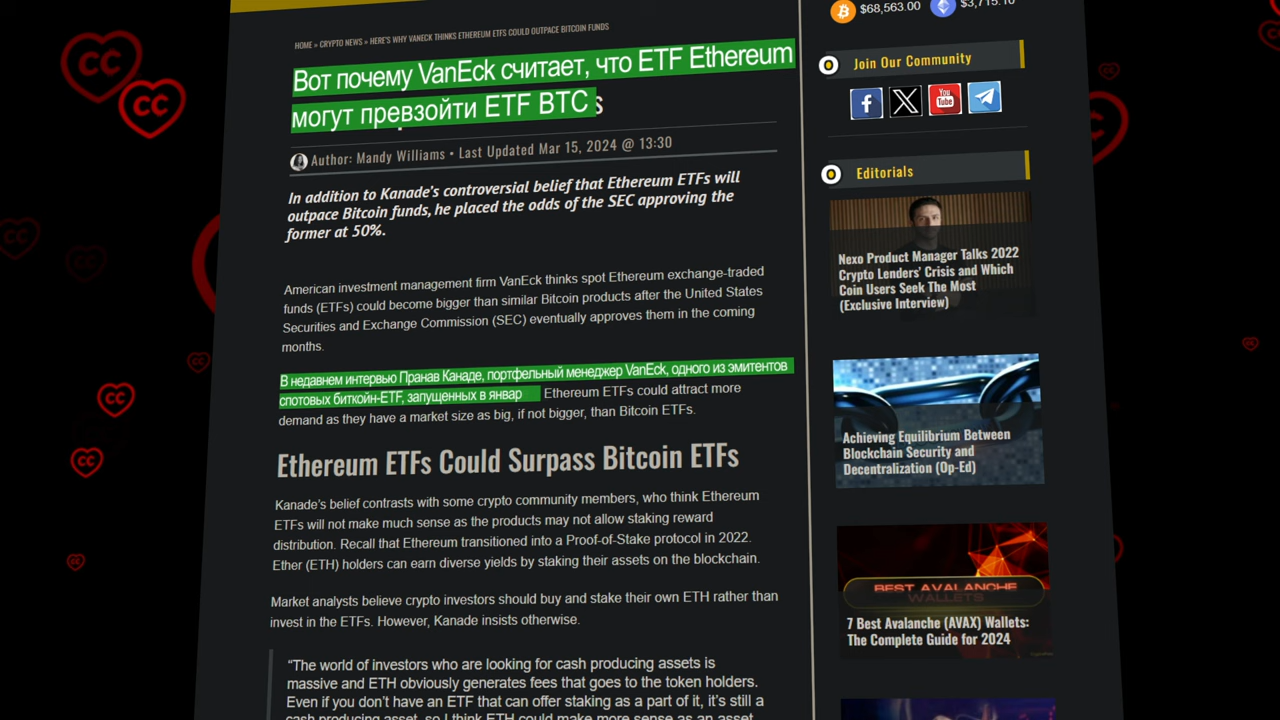 $68,563.00
$3,715.10
HOME » CRYPTO NEWS » HERE'S WHY VANECK THINKS ETHEREUM ETFS COULD OUTPACE BITCOIN FUNDS
Вот почему VanEck считает, что ETF Ethereum
могут превзойти ETF BTC
Author: Mandy Williams • Last Updated Mar 15, 2024 @ 13:30
In addition to Kanade's controversial belief that Ethereum ETFs will
outpace Bitcoin funds, he placed the odds of the SEC approving the
former at 50%.
American investment management firm VanEck thinks spot Ethereum exchange-traded
funds (ETFs) could become bigger than similar Bitcoin products after the United States
Securities and Exchange Commission (SEC) eventually approves them in the coming
months.
В недавнем интервью Пранав Канаде, портфельный менеджер VanEck, одного из эмитентов
спотовых биткойн-ETF, запущенных в январ Ethereum ETFs could attract more
demand as they have a market size as big, if not bigger, than Bitcoin ETFs.
Ethereum ETFs Could Surpass Bitcoin ETFs
Kanade's belief contrasts with some crypto community members, who think Ethereum
ETFs will not make much sense as the products may not allow staking reward
distribution. Recall that Ethereum transitioned into a Proof-of-Stake protocol in 2022.
Ether (ETH) holders can earn diverse yields by staking their assets on the blockchain.
Market analysts believe crypto investors should buy and stake their own ETH rather than
invest in the ETFs. However, Kanade insists otherwise.
“The world of investors who are looking for cash producing assets is
massive and ETH obviously generates fees that goes to the token holders.
Even if you don't have an ETF that can offer staking as a part of it, it's still a
cash producing asset, so I think ETH could make more sense as an asset
Join Our Community
You
Tube
Editorials
Nexo Product Manager Talks 2022
Crypto Lenders' Crisis and Which
Coin Users Seek The Most
(Exclusive Interview)
Achieving Equilibrium Between
Blockchain Security and
Decentralization (Op-Ed)
BEST AVALANCHE
WALLETS
7 Best Avalanche (AVAX) Wallets:
The Complete Guide for 2024